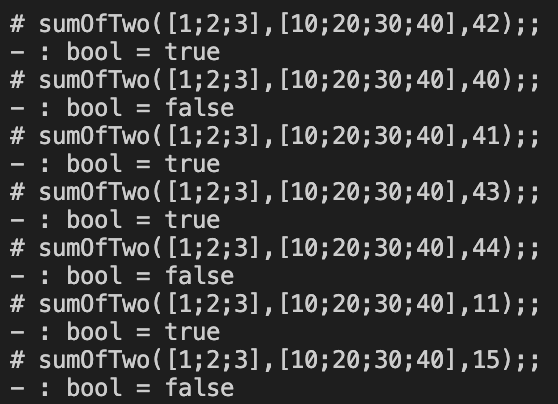 # sumOfTwo([1;2;3],[10;20;30;40],42);;
- : bool = true
# sumOfTwo([1;2;3],[10;20;30;40],40);;
- : bool = false
# sumOfTwo([1;2;3],[10;20;30;40],41);;
- : bool = true
# sumOfTwo([1;2;3],[10;20;30;40],43);;
- : bool = true
# sumOfTwo([1;2;3],[10;20;30;40],44);;
- : bool = false
# sumOfTwo([1;2;3],[10;20;30;40],11);;
- : bool = true
# sumOfTwo([1;2;3],[10;20;30;40],15);;
- : bool = false